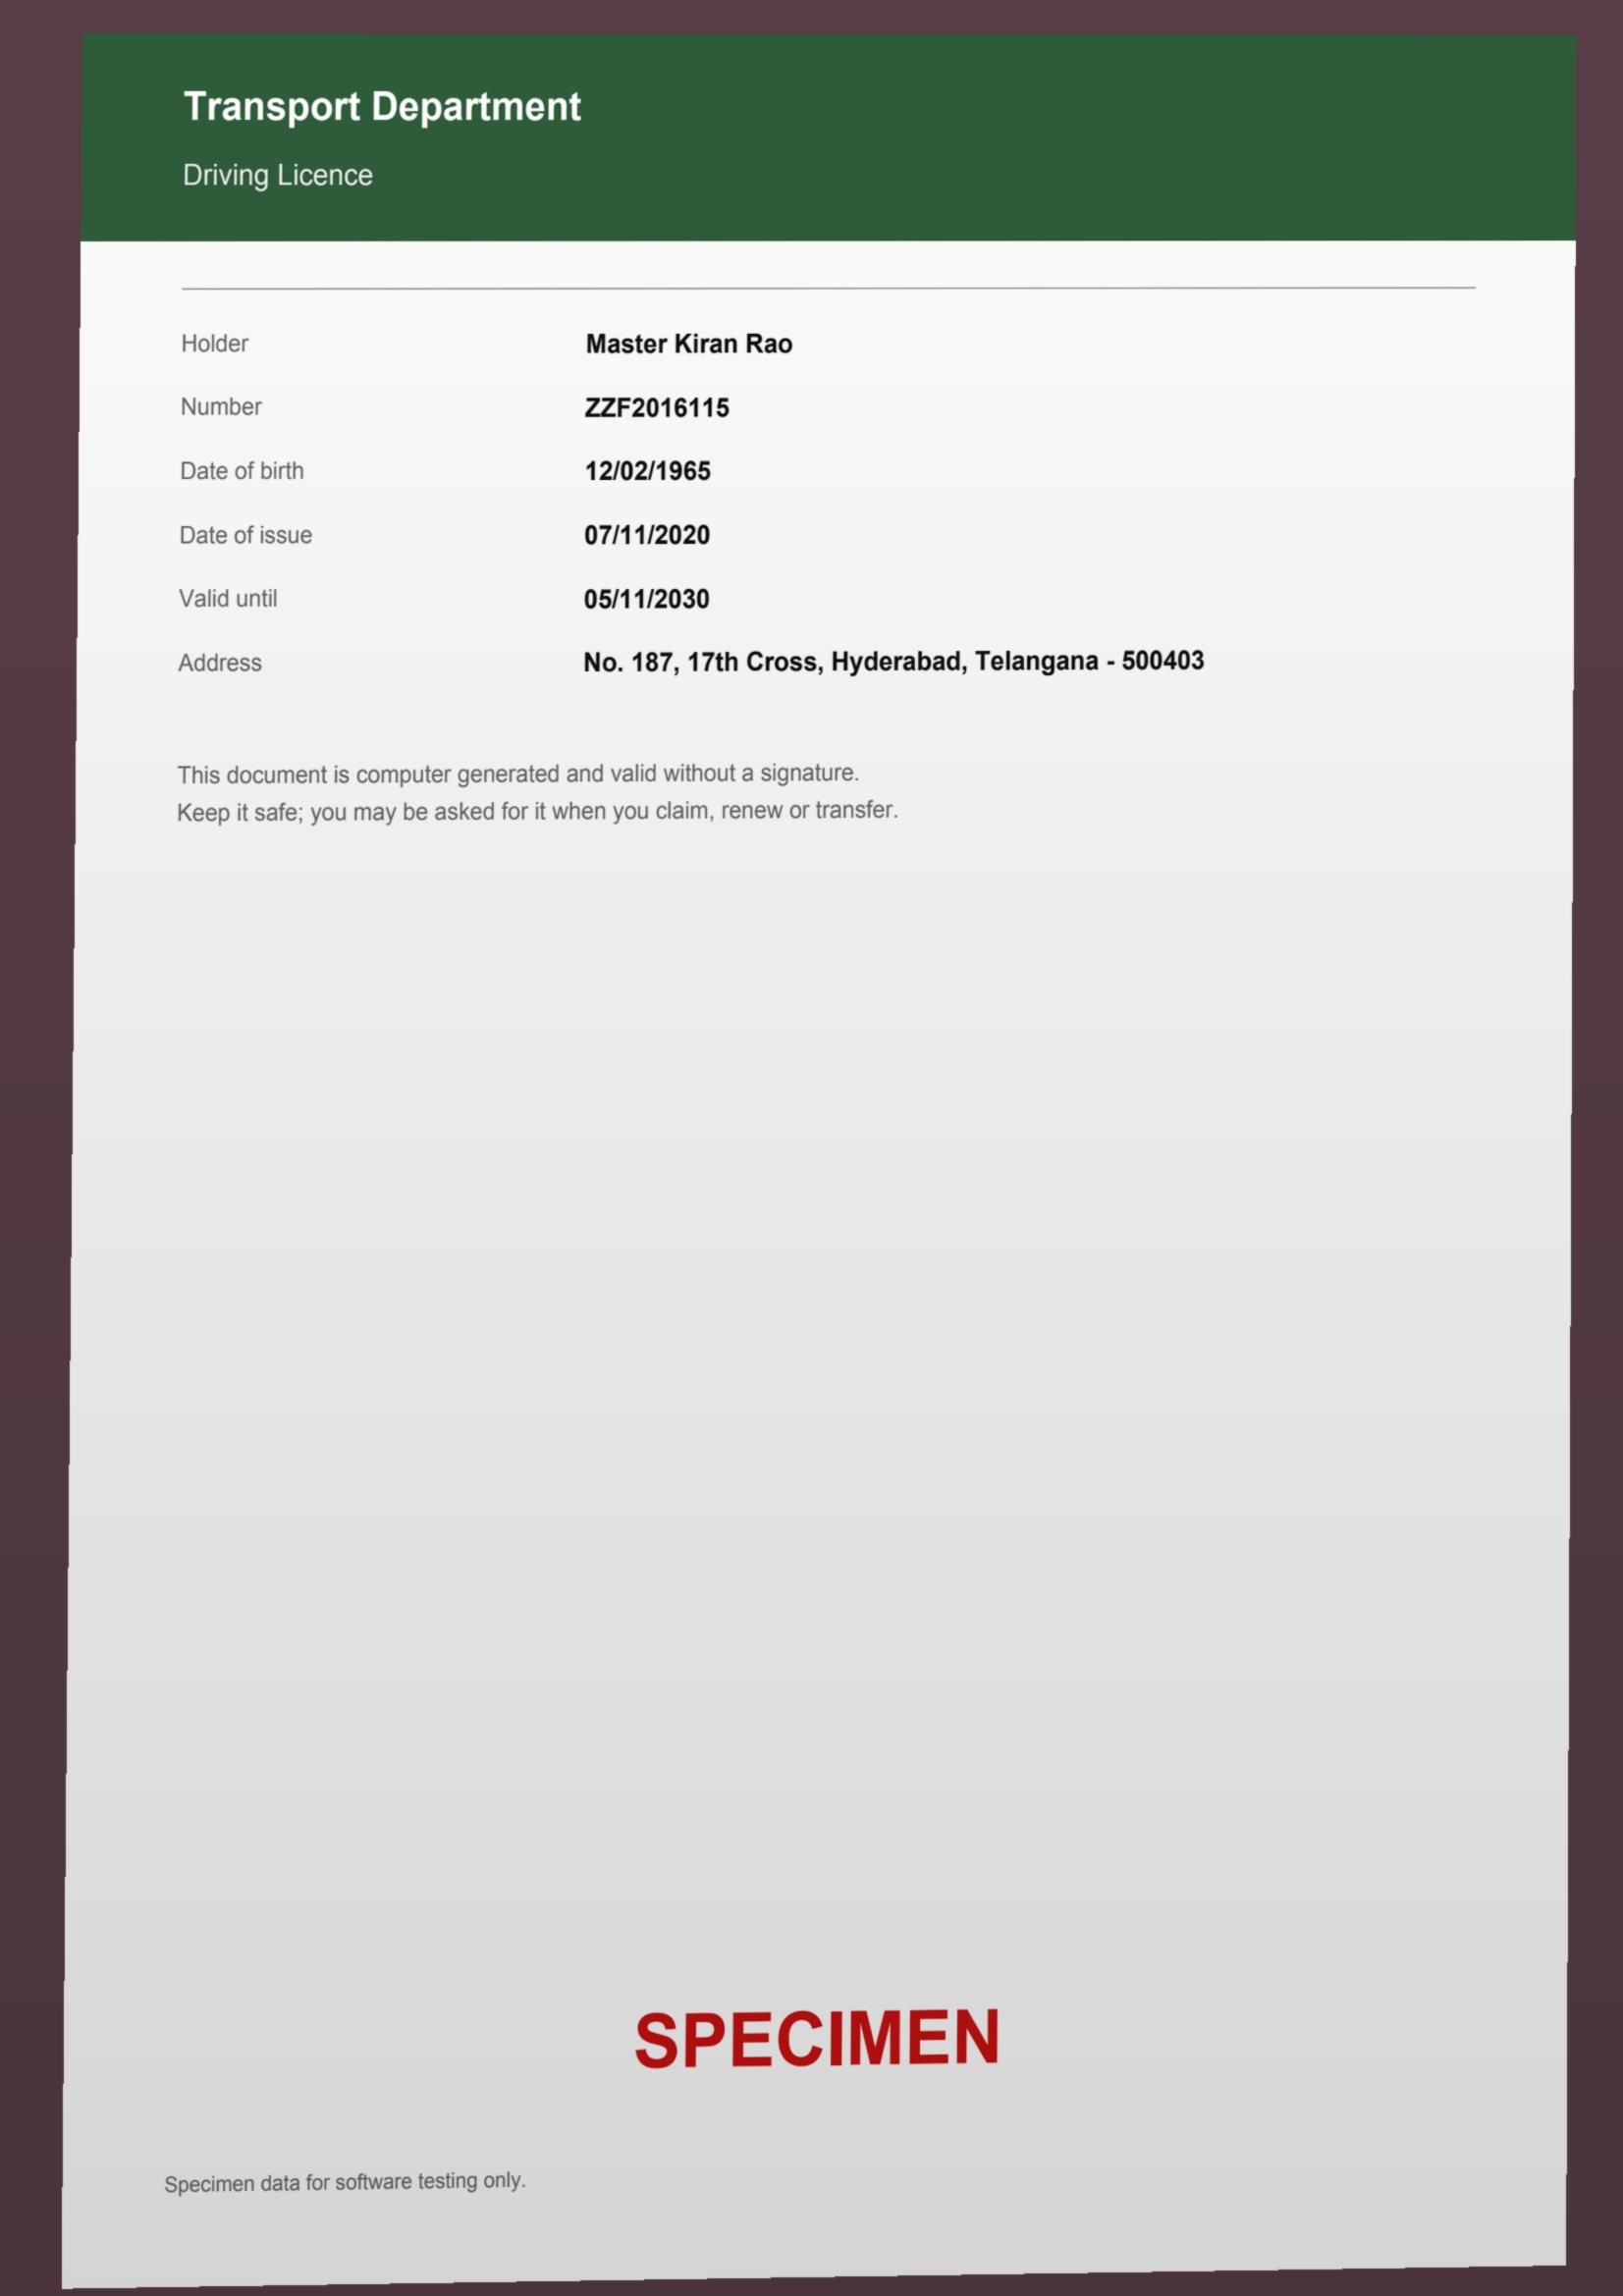 Transport Department
Driving Licence
Holder Master Kiran Rao
Number ZZF2016115
Date of birth 12/02/1965
Date of issue 07/11/2020
Valid until 05/11/2030
Address No. 187, 17th Cross, Hyderabad, Telangana - 500403
This document is computer generated and valid without a signature.
Keep it safe; you may be asked for it when you claim, renew or transfer.
SPECIMEN
Specimen data for software testing only.